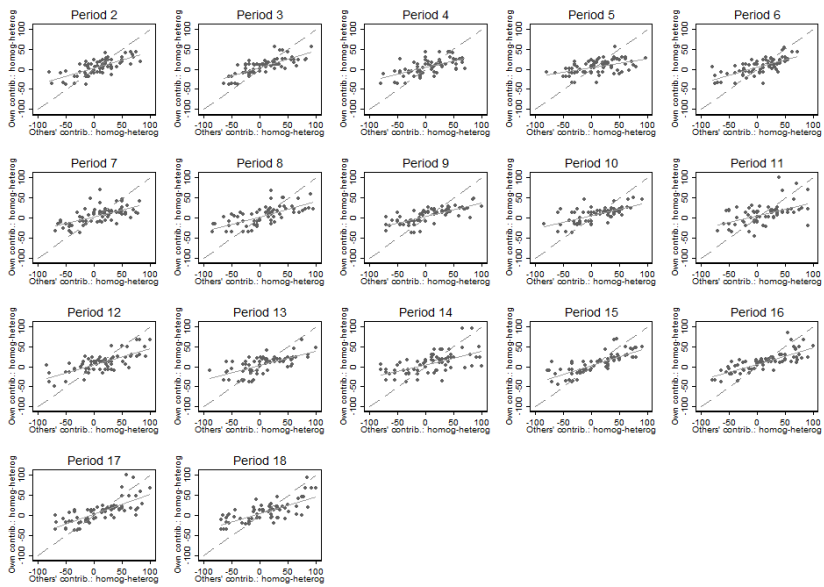 Period 2 Period 3 Period 4 Period 5 Period 6
Own contrib.: homog-heterog Own contrib.: homog-heterog Own contrib.: homog-heterog Own contrib.: homog-heterog Own contrib.: homog-heterog
100 100 100 100 100
50 50 50 50 50
0 0 0 0 0
-50 -50 -50 -50 -50
-100 -100 -100 -100 -100
-100 -50 0 50 100 -100 -50 0 50 100 -100 -50 0 50 100 -100 -50 0 50 100 -100 -50 0 50 100
Others' contrib.: homog-heterog Others' contrib.: homog-heterog Others' contrib.: homog-heterog Others' contrib.: homog-heterog Others' contrib.: homog-heterog
Period 7 Period 8 Period 9 Period 10 Period 11
Own contrib.: homog-heterog Own contrib.: homog-heterog Own contrib.: homog-heterog Own contrib.: homog-heterog Own contrib.: homog-heterog
100 100 100 100 100
50 50 50 50 50
0 0 0 0 0
-50 -50 -50 -50 -50
-100 -100 -100 -100 -100
-100 -50 0 50 100 -100 -50 0 50 100 -100 -50 0 50 100 -100 -50 0 50 100 -100 -50 0 50 100
Others' contrib.: homog-heterog Others' contrib.: homog-heterog Others' contrib.: homog-heterog Others' contrib.: homog-heterog Others' contrib.: homog-heterog
Period 12 Period 13 Period 14 Period 15 Period 16
Own contrib.: homog-heterog Own contrib.: homog-heterog Own contrib.: homog-heterog Own contrib.: homog-heterog Own contrib.: homog-heterog
100 100 100 100 100
50 50 50 50 50
0 0 0 0 0
-50 -50 -50 -50 -50
-100 -100 -100 -100 -100
-100 -50 0 50 100 -100 -50 0 50 100 -100 -50 0 50 100 -100 -50 0 50 100 -100 -50 0 50 100
Others' contrib.: homog-heterog Others' contrib.: homog-heterog Others' contrib.: homog-heterog Others' contrib.: homog-heterog Others' contrib.: homog-heterog
Period 17 Period 18
Own contrib.: homog-heterog Own contrib.: homog-heterog
100 100
50 50
0 0
-50 -50
-100 -100
-100 -50 0 50 100 -100 -50 0 50 100
Others' contrib.: homog-heterog Others' contrib.: homog-heterog